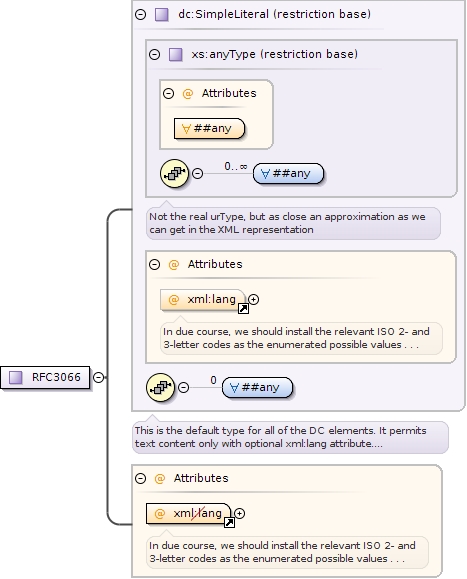 dc:SimpleLiteral (restriction base)
xs:anyType (restriction base)
@ Attributes
∀ ##any
0..∞
∀ ##any
Not the real urType, but as close an approximation as we
can get in the XML representation
@ Attributes
@ xml:lang
In due course, we should install the relevant ISO 2- and
3-letter codes as the enumerated possible values . . .
RFC3066
0
∀ ##any
This is the default type for all of the DC elements. It permits
text content only with optional xml:lang attribute....
@ Attributes
@ xml:lang
In due course, we should install the relevant ISO 2- and
3-letter codes as the enumerated possible values . . .